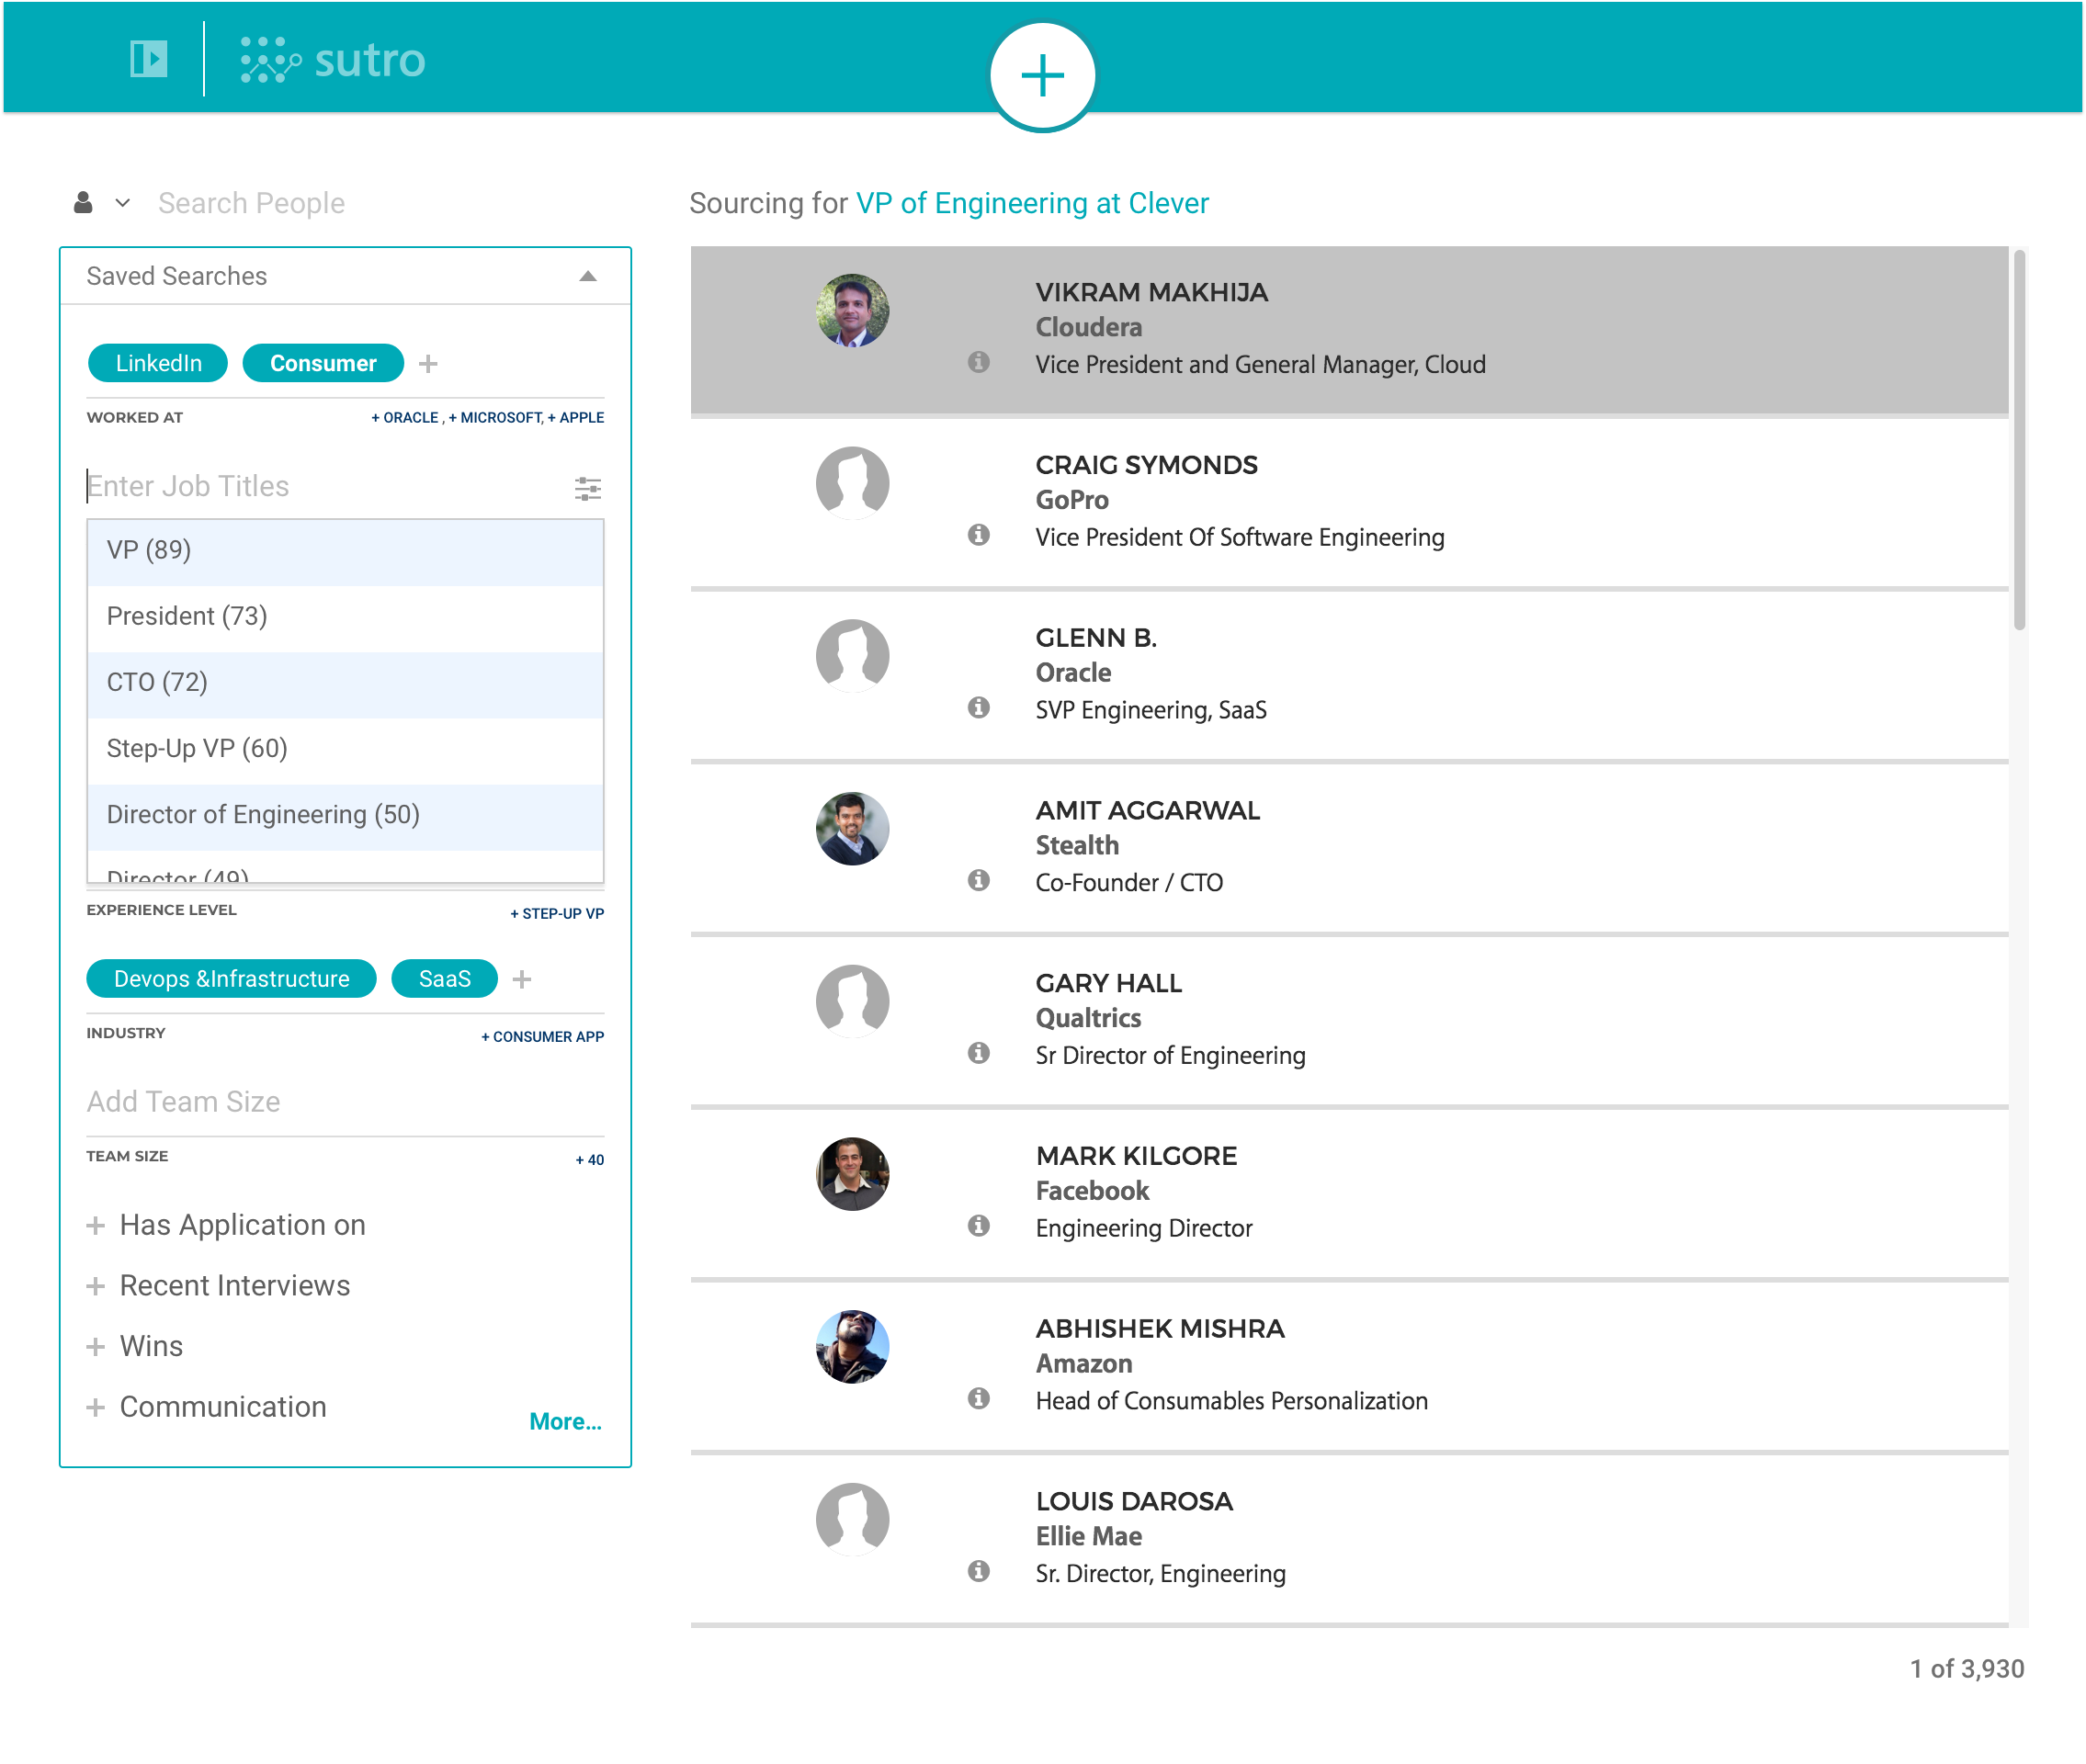 sutro
Search People
Saved Searches
LinkedIn Consumer +
WORKED AT + ORACLE , + MICROSOFT, + APPLE
Enter Job Titles
VP (89)
President (73)
CTO (72)
Step-Up VP (60)
Director of Engineering (50)
Director (49)
EXPERIENCE LEVEL + STEP-UP VP
Devops &Infrastructure SaaS +
INDUSTRY + CONSUMER APP
Add Team Size
TEAM SIZE + 40
+ Has Application on
+ Recent Interviews
+ Wins
+ Communication
More...
Sourcing for VP of Engineering at Clever
VIKRAM MAKHIJA
Cloudera
Vice President and General Manager, Cloud
CRAIG SYMONDS
GoPro
Vice President Of Software Engineering
GLENN B.
Oracle
SVP Engineering, SaaS
AMIT AGGARWAL
Stealth
Co-Founder / CTO
GARY HALL
Qualtrics
Sr Director of Engineering
MARK KILGORE
Facebook
Engineering Director
ABHISHEK MISHRA
Amazon
Head of Consumables Personalization
LOUIS DAROSA
Ellie Mae
Sr. Director, Engineering
1 of 3,930